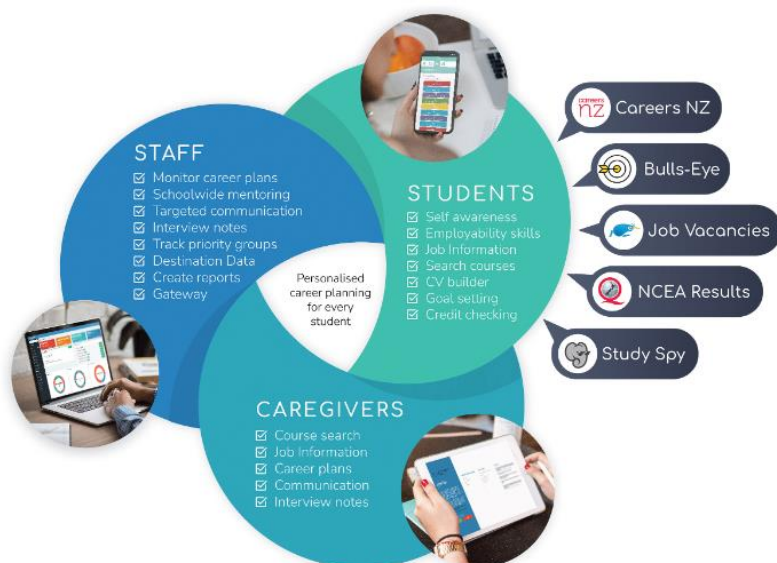 STAFF
Monitor career plans
Schoolwide mentoring
Targeted communication
Interview notes
Track priority groups
Destination Data
Create reports
Gateway
STUDENTS
Self awareness
Employability skills
Job Information
Search courses
CV builder
Goal setting
Credit checking
Personalised
career planning
for every
student
CAREGIVERS
Course search
Job Information
Career plans
Communication
Interview notes
careers
nz
Careers NZ
Bulls-Eye
Job Vacancies
NCEA Results
Study Spy